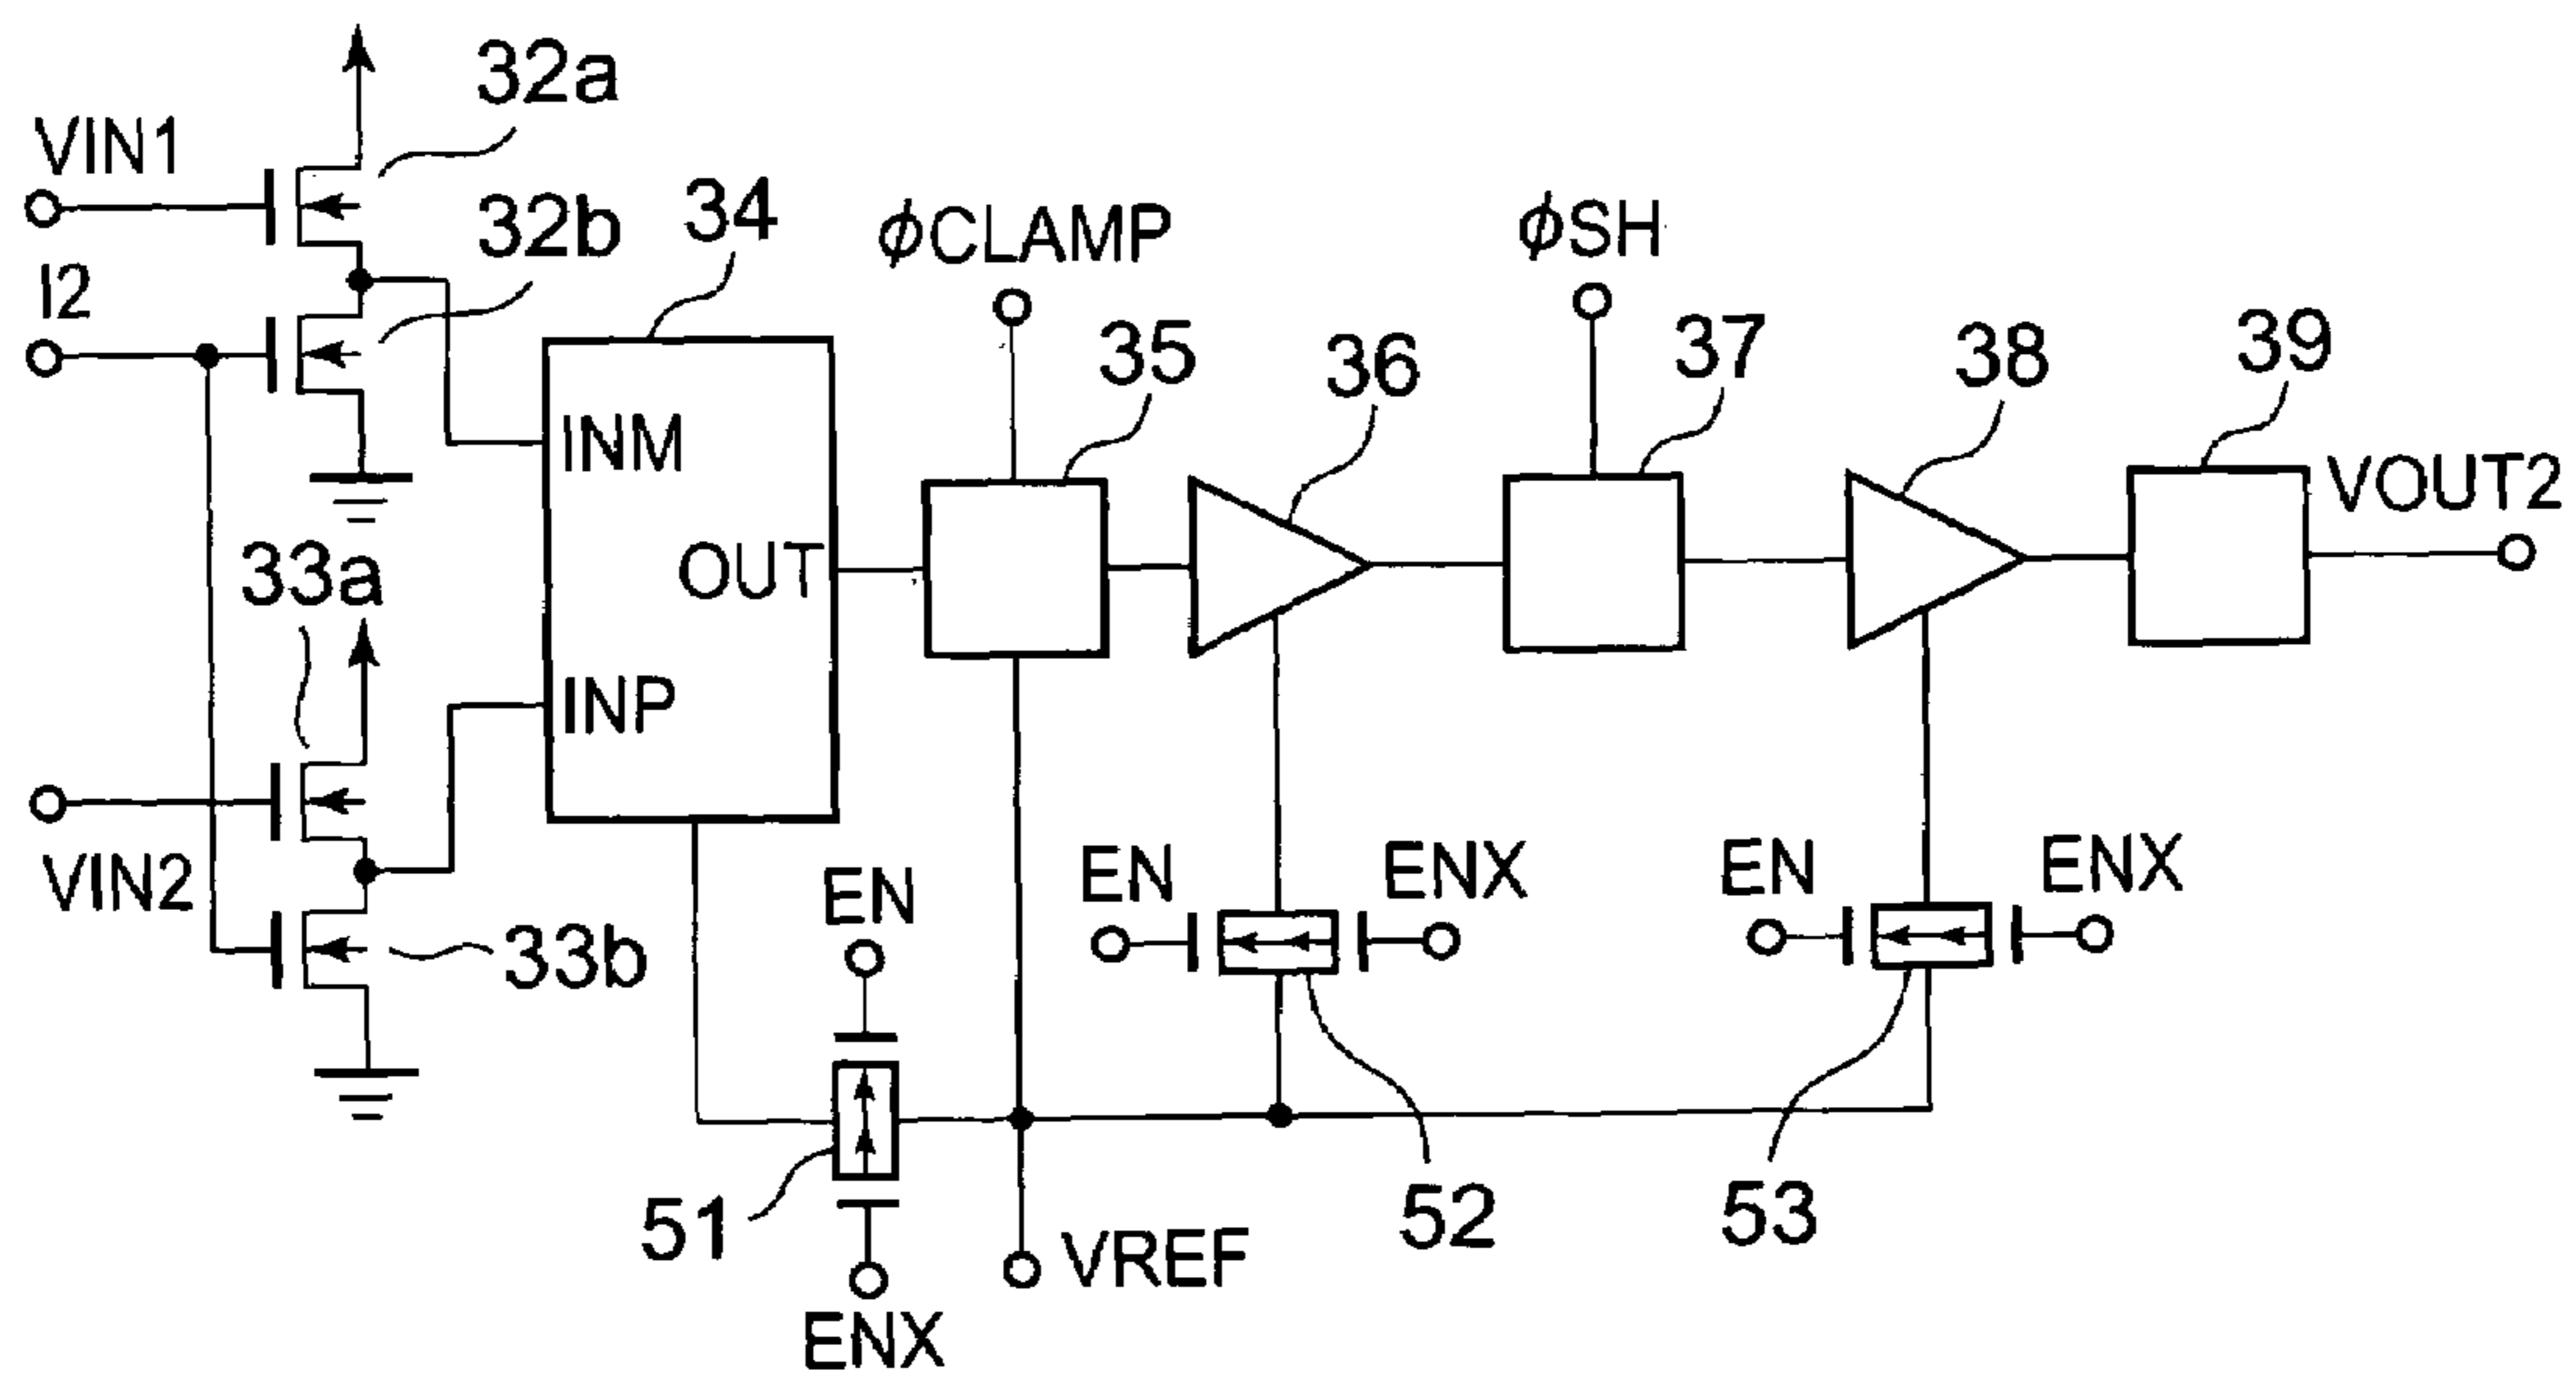 32a
VIN1
32b
34
ϕCLAMP
ϕSH
I2
35
36
37
38
39
INM
VOUT2
33a
OUT
INP
VIN2
EN
EN
ENX
EN
ENX
33b
51
52
53
VREF
ENX